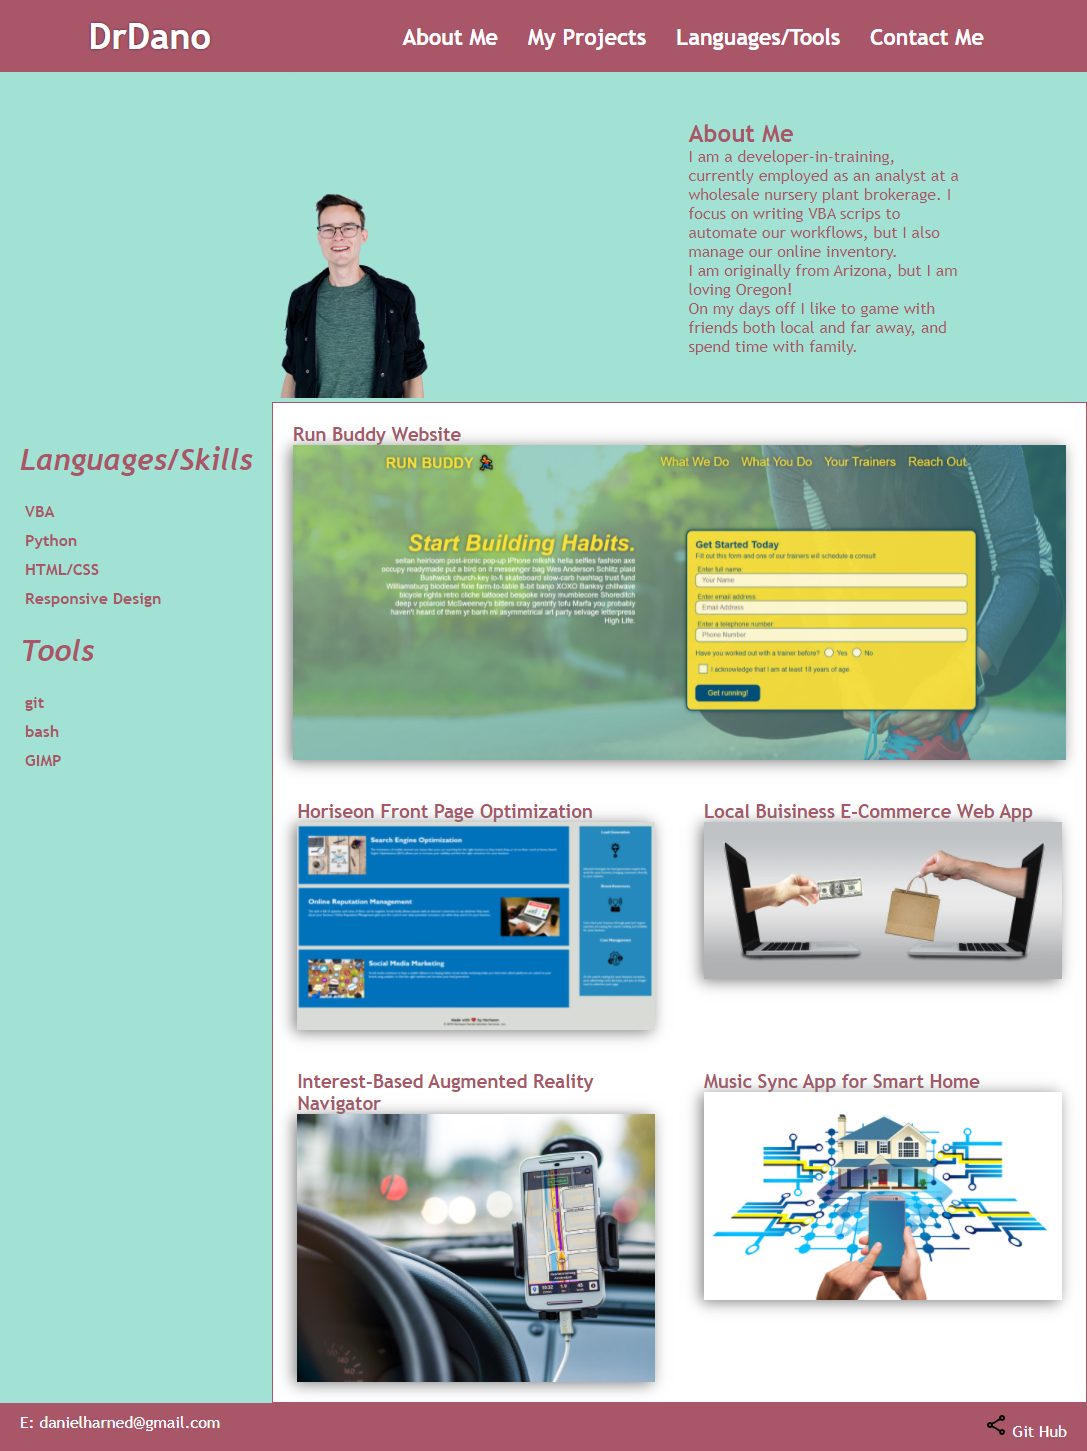 DrDano
About Me
My Projects
Languages/Tools
Contact Me
About Me
I am a developer-in-training,
currently employed as an analyst at a
wholesale nursery plant brokerage. I
focus on writing VBA scrips to
automate our workflows, but I also
manage our online inventory.
I am originally from Arizona, but I am
loving Oregon!
On my days off I like to game with
friends both local and far away, and
spend time with family.
Languages/Skills
VBA
Python
HTML/CSS
Responsive Design
Tools
git
bash
GIMP
Run Buddy Website
RUN BUDDY
What We Do
What You Do
Your Trainers
Reach Out
Start Building Habits.
seitan heirloom post-ironic pop-up iPhone mlkshk hella selfies fashion axe
occupy readymade put a bird on it messenger bag Wes Anderson Schlitz plaid
Bushwick church-key lo-fi skateboard slow-carb hashtag trust fund
Williamsburg biodiesel fixie farm-to-table 8-bit banjo XOXO Banksy chillwave
bicycle rights retro cliche tattooed bespoke irony mumblecore Shoreditch
deep v polaroid McSweeney's bitters cray gentrify tofu Marfa you probably
haven't heard of them yr banh mi asymmetrical art party selvage letterpress
High Life.
Get Started Today
Fill out this form and one of our trainers will schedule a consult
Enter full name
Your Name
Enter email address
Email Address
Enter a telephone number
Phone Number
Have you worked out with a trainer before? Yes No
I acknowledge that I am at least 18 years of age
Get running!
Horiseon Front Page Optimization
Search Engine Optimization
Online Reputation Management
Social Media Marketing
Lead Generation
Brand Awareness
Cost Management
Local Buisiness E-Commerce Web App
Interest-Based Augmented Reality
Navigator
Music Sync App for Smart Home
E: danielharned@gmail.com
Git Hub